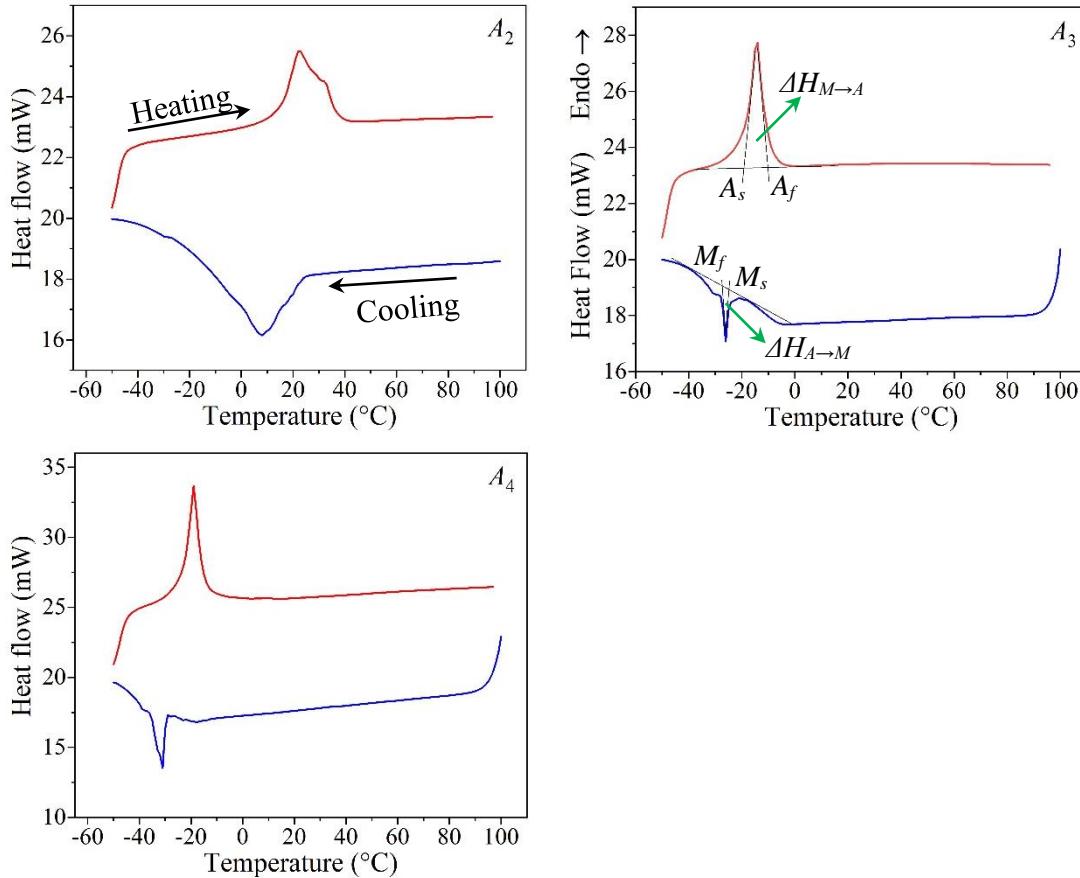 A2
Heat flow (mW)
26
24
22
20
18
16
Heating
Cooling
-60 -40 -20 0 20 40 60 80 100
Temperature (°C)
A3
Heat Flow (mW) Endo →
28
26
24
22
20
18
16
ΔHM→A
As Af
Mf Ms
ΔHA→M
-60 -40 -20 0 20 40 60 80 100
Temperature (°C)
A4
Heat flow (mW)
35
30
25
20
15
10
-80 -60 -40 -20 0 20 40 60 80 100
Temperature (°C)